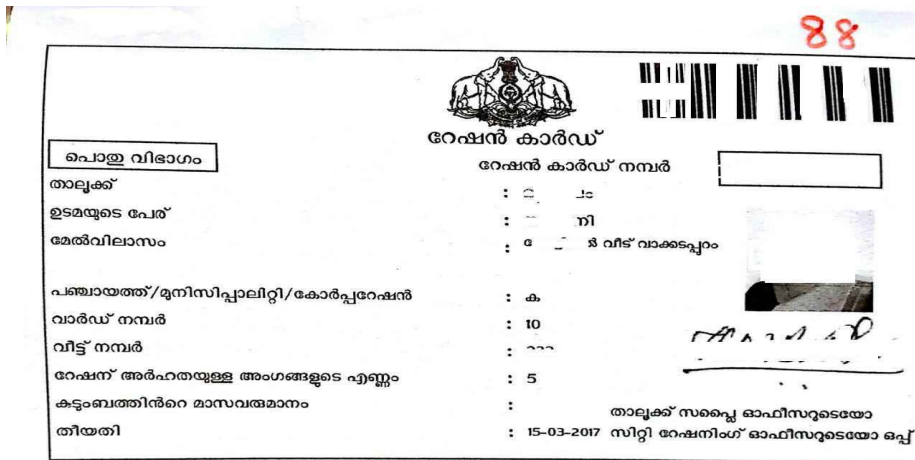 88
റേഷൻ കാർഡ്
പൊതു വിഭാഗം
റേഷൻ കാർഡ് നമ്പർ
താലൂക്ക് :
ഉടമയുടെ പേര് :
മേൽവിലാസം : വീട് വാക്കടപ്പുറം
പഞ്ചായത്ത്/മുനിസിപ്പാലിറ്റി/കോർപ്പറേഷൻ : ക
വാർഡ് നമ്പർ : 10
വീട്ട് നമ്പർ :
റേഷന് അർഹതയുള്ള അംഗങ്ങളുടെ എണ്ണം : 5
കുടുംബത്തിൻറെ മാസവരുമാനം :
താലൂക്ക് സപ്ലൈ ഓഫീസറുടെയോ
തീയതി : 15-03-2017 സിറ്റി റേഷനിംഗ് ഓഫീസറുടെയോ ഒപ്പ്